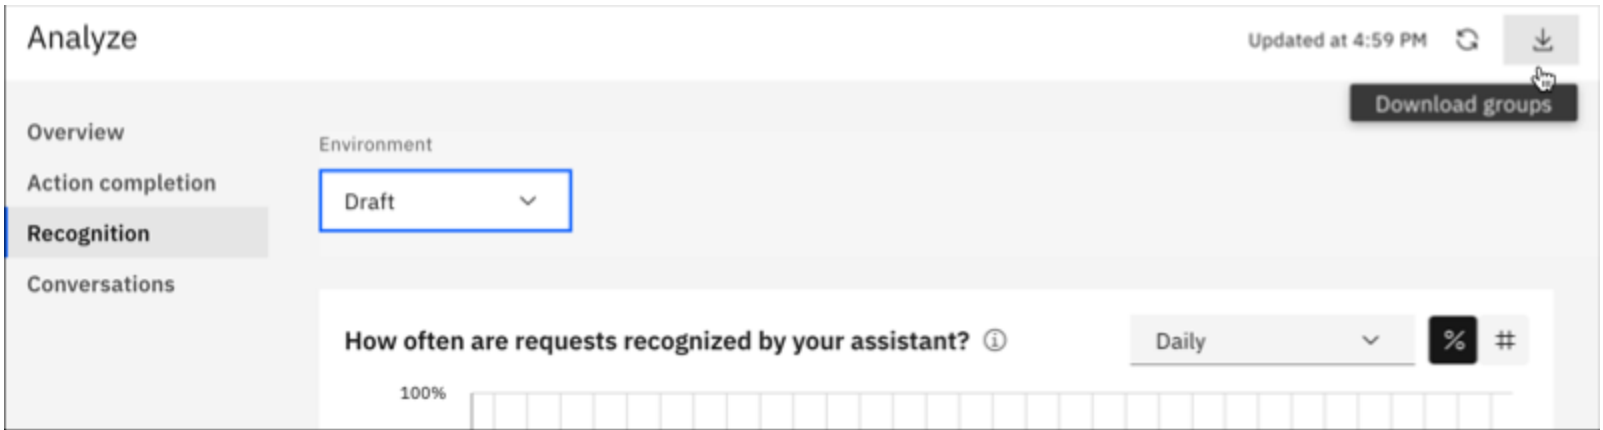 Analyze
Updated at 4:59 PM
Download groups
Overview
Action completion
Recognition
Conversations
Environment
Draft
How often are requests recognized by your assistant?
Daily
% #
100%